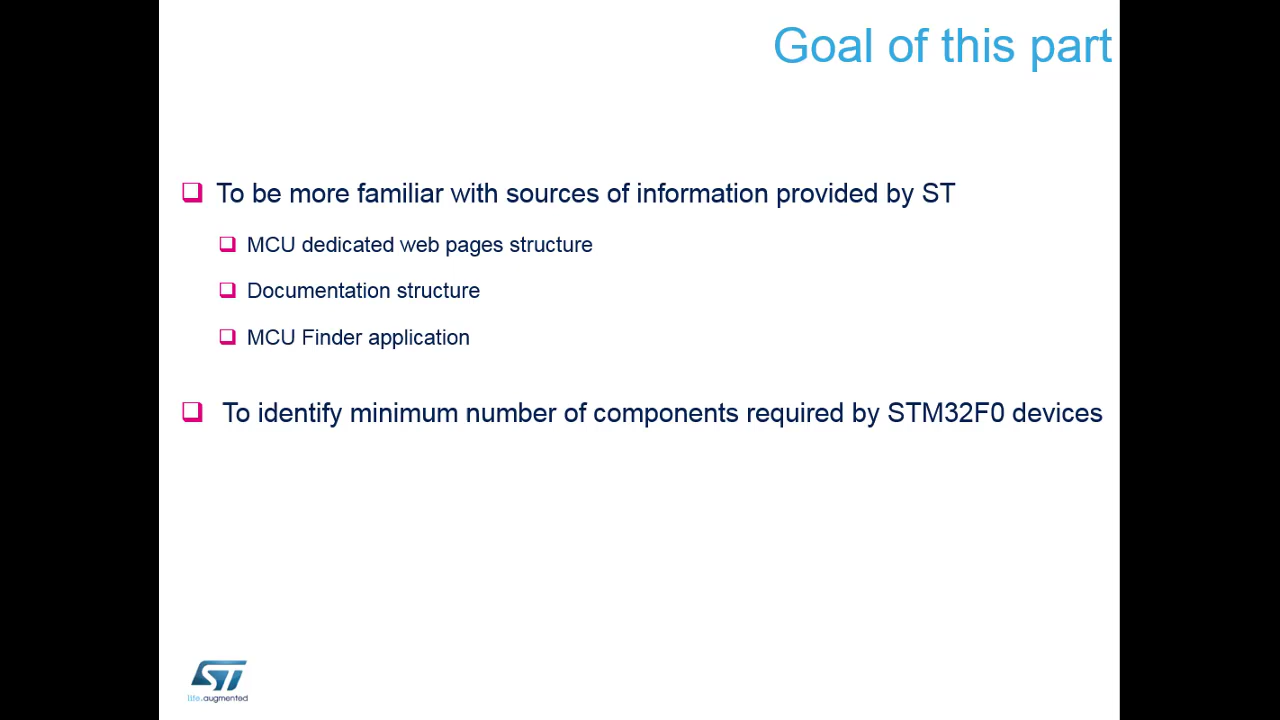 Goal of this part
To be more familiar with sources of information provided by ST
MCU dedicated web pages structure
Documentation structure
MCU Finder application
To identify minimum number of components required by STM32F0 devices
ST
life.augmented